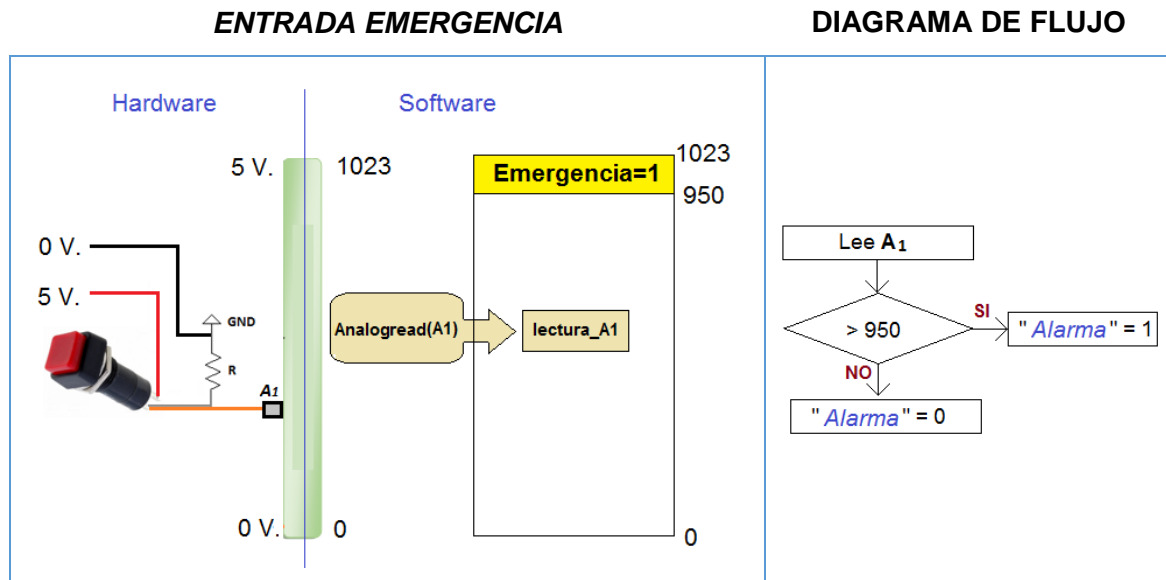 ENTRADA EMERGENCIA
DIAGRAMA DE FLUJO
Hardware
Software
5 V.
1023
1023
Emergencia=1
950
0 V.
5 V.
GND
R
A1
Analogread(A1)
lectura_A1
0 V.
0
0
Lee A1
> 950
SI
"Alarma" = 1
NO
"Alarma" = 0